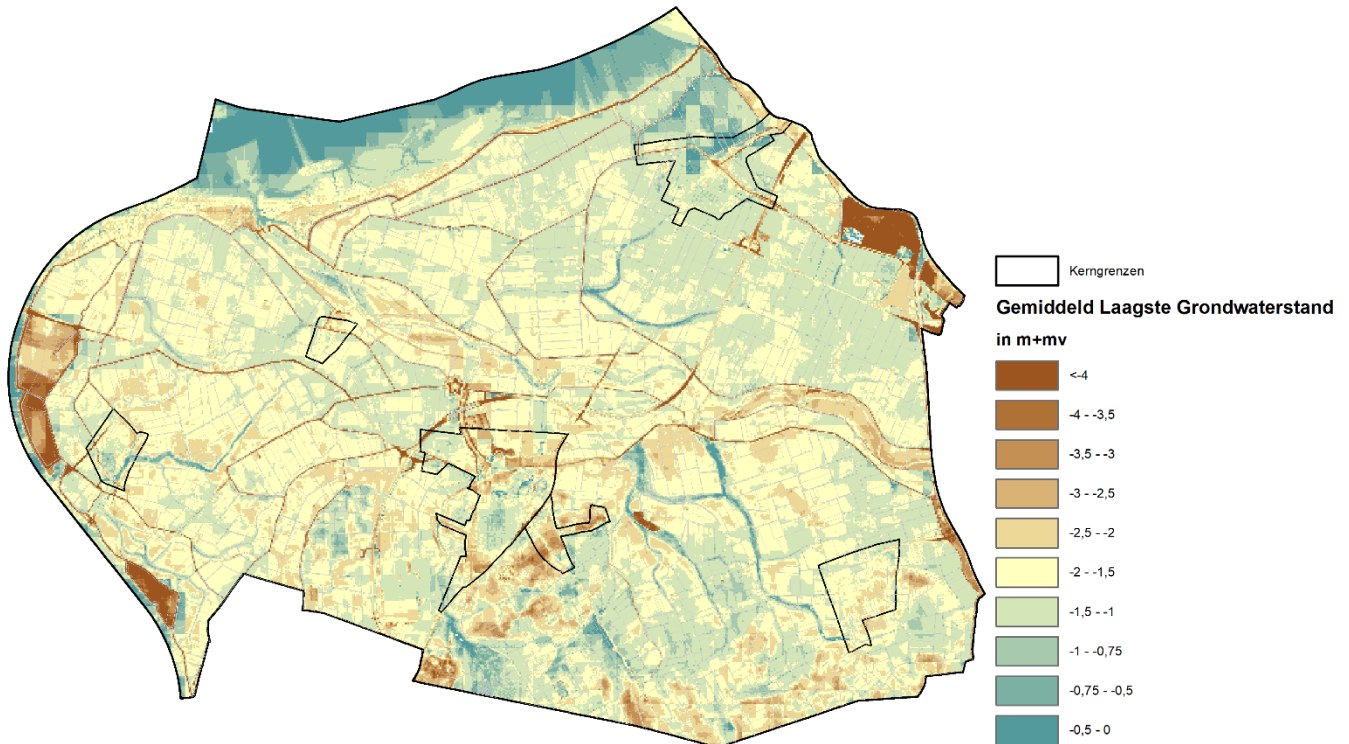 Kerngrenzen
Gemiddeld Laagste Grondwaterstand
in m+mv
<-4
-4 - -3,5
-3,5 - -3
-3 - -2,5
-2,5 - -2
-2 - -1,5
-1,5 - -1
-1 - -0,75
-0,75 - -0,5
-0,5 - 0